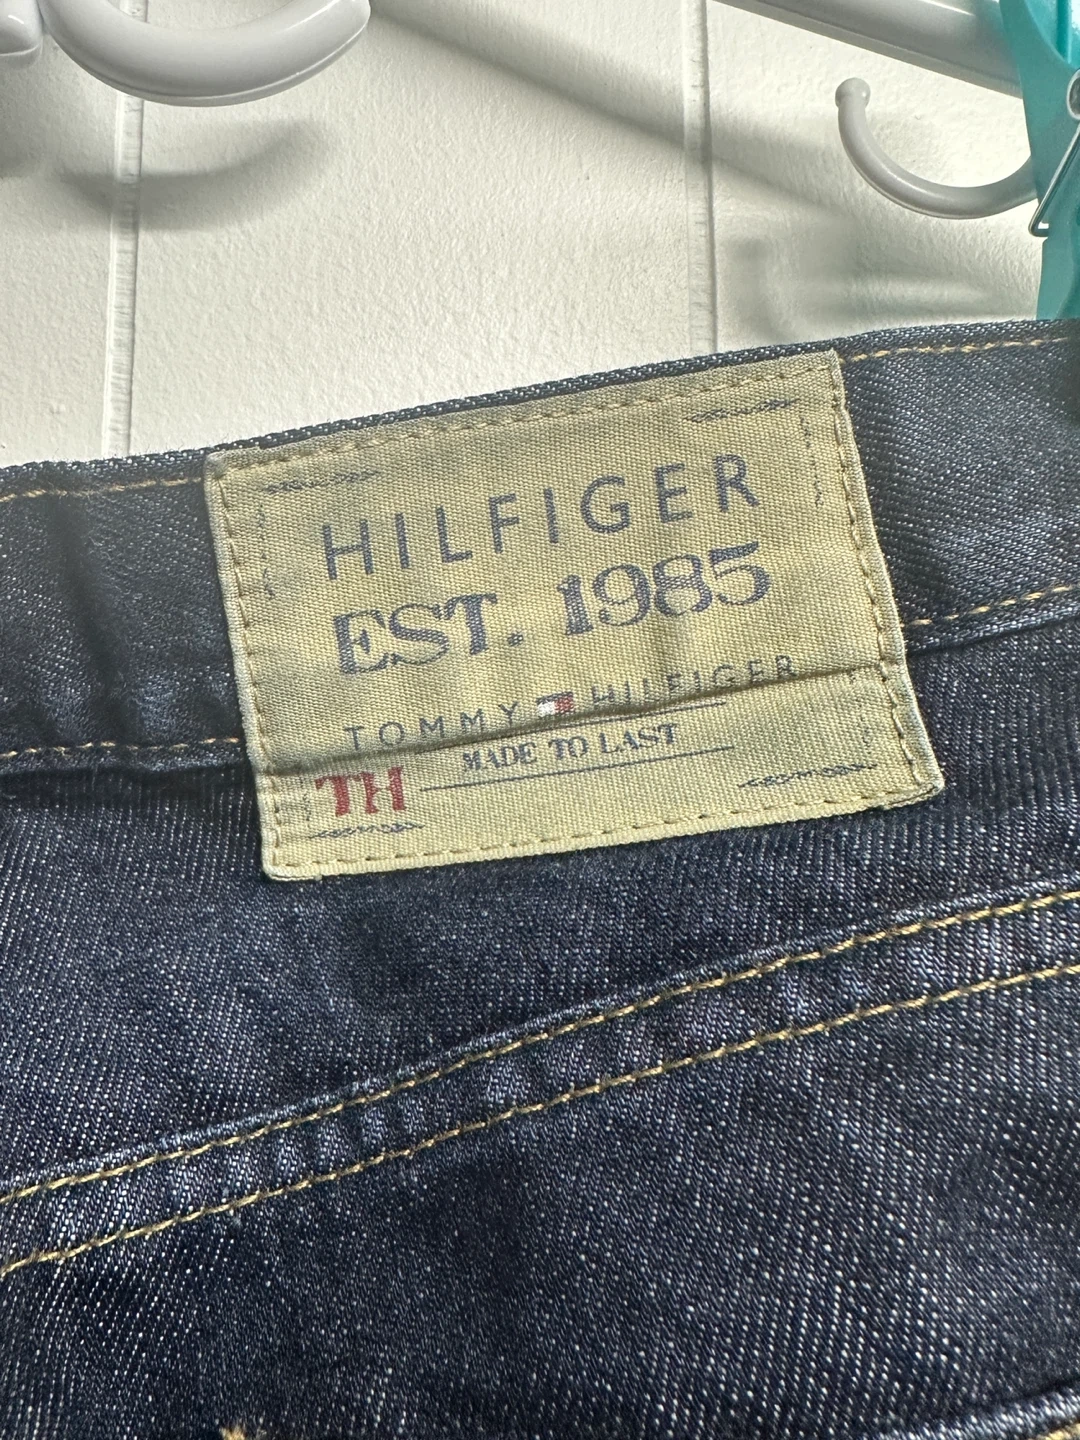 HILFIGER
EST. 1985
TOMMY HILFIGER
MADE TO LAST
TH